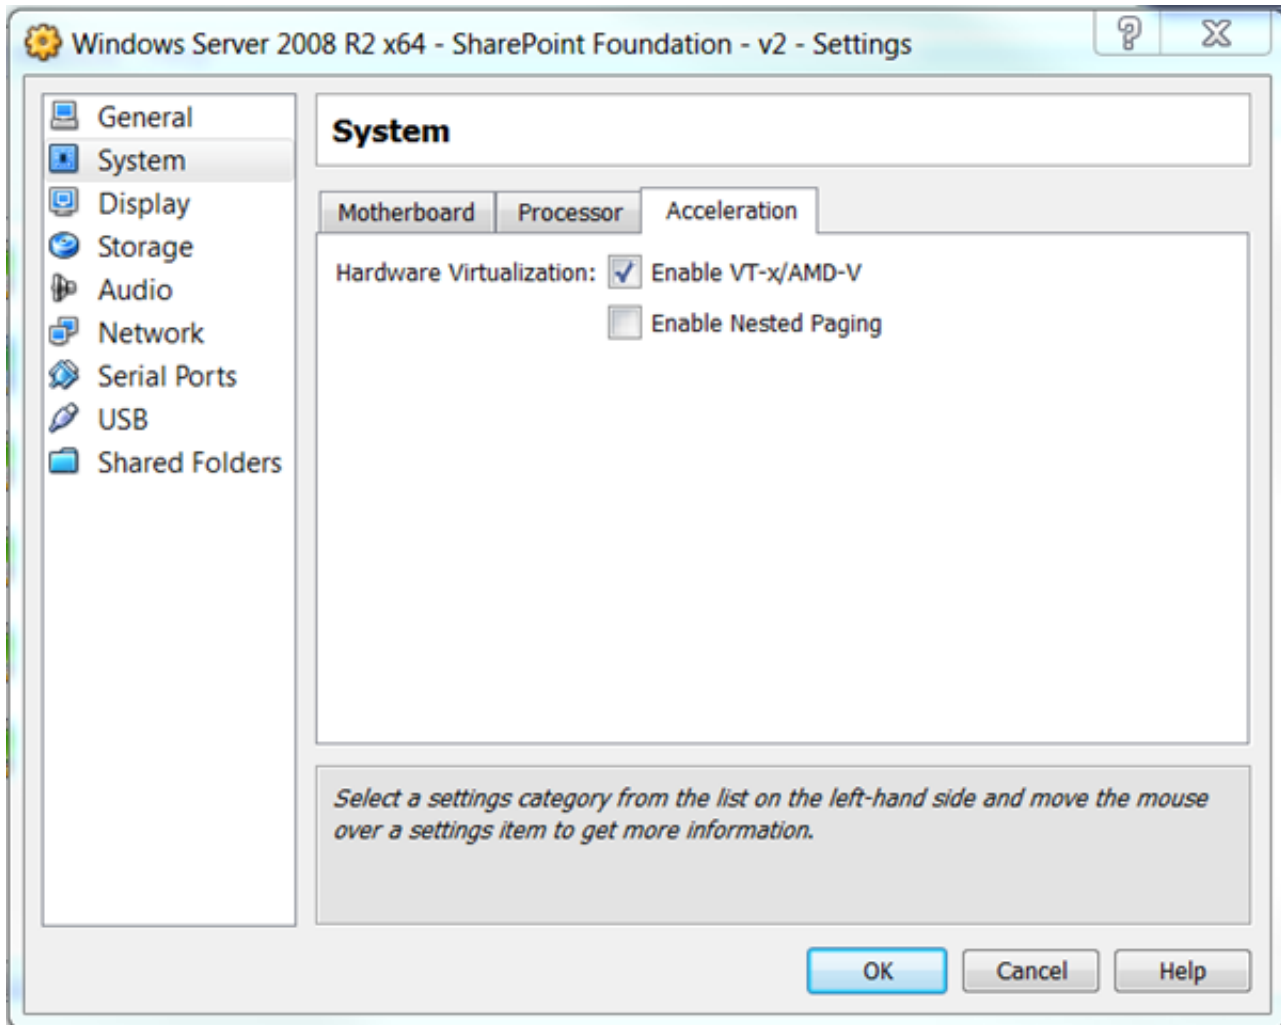 Windows Server 2008 R2 x64 - SharePoint Foundation - v2 - Settings
General
System
Display
Storage
Audio
Network
Serial Ports
USB
Shared Folders
System
Motherboard Processor Acceleration
Hardware Virtualization: Enable VT-x/AMD-V
Enable Nested Paging
Select a settings category from the list on the left-hand side and move the mouse
over a settings item to get more information.
OK Cancel Help